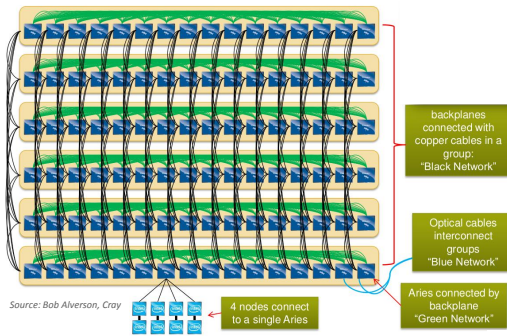 backplanes
connected with
copper cables in a
group:
“Black Network”
Optical cables
interconnect
groups
“Blue Network”
Source: Bob Alverson, Cray
4 nodes connect
to a single Aries
Aries connected by
backplane
“Green Network”